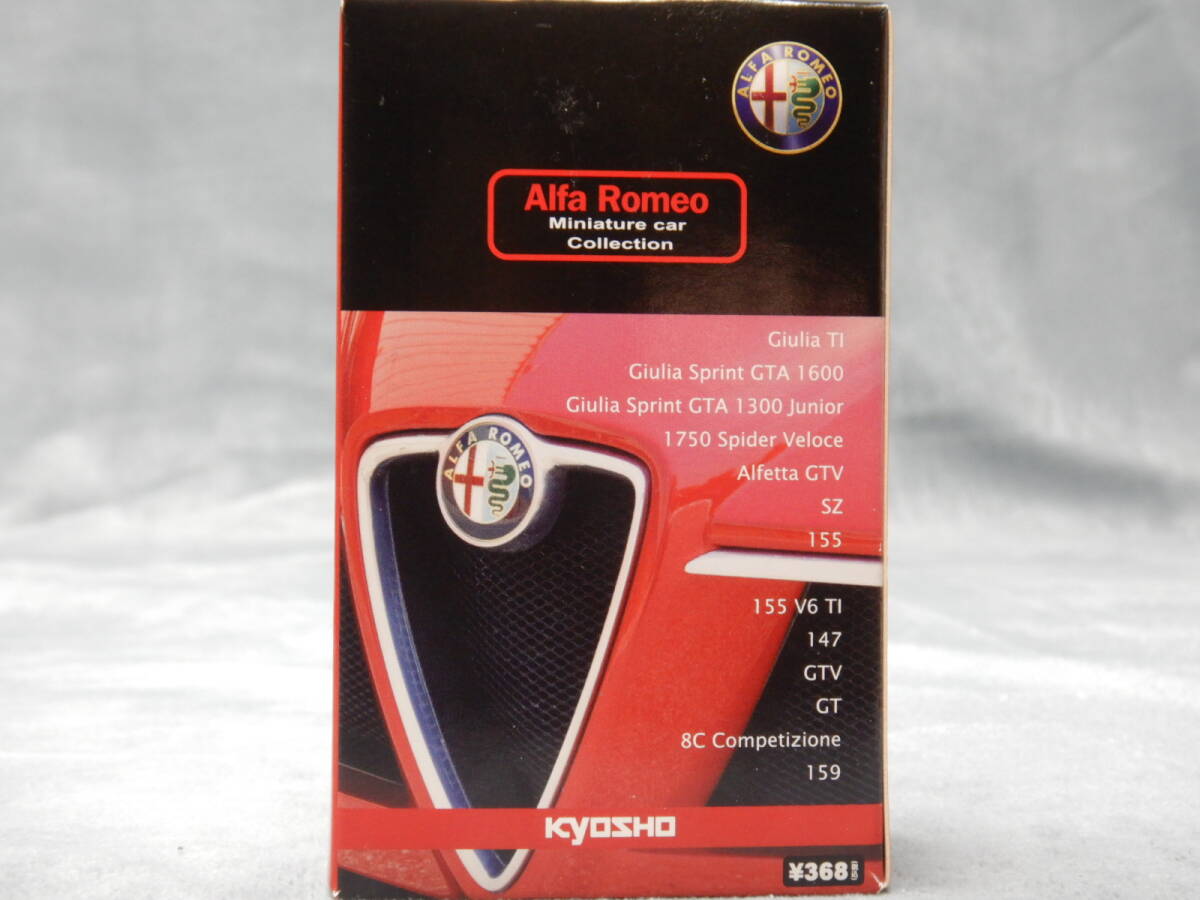 ALFA ROMEO
Alfa Romeo
Miniature car
Collection
Giulia TI
Giulia Sprint GTA 1600
Giulia Sprint GTA 1300 Junior
1750 Spider Veloce
Alfetta GTV
SZ
155
ALFA ROMEO
155 V6 TI
147
GTV
GT
8C Competizione
159
KYOSHO
¥368